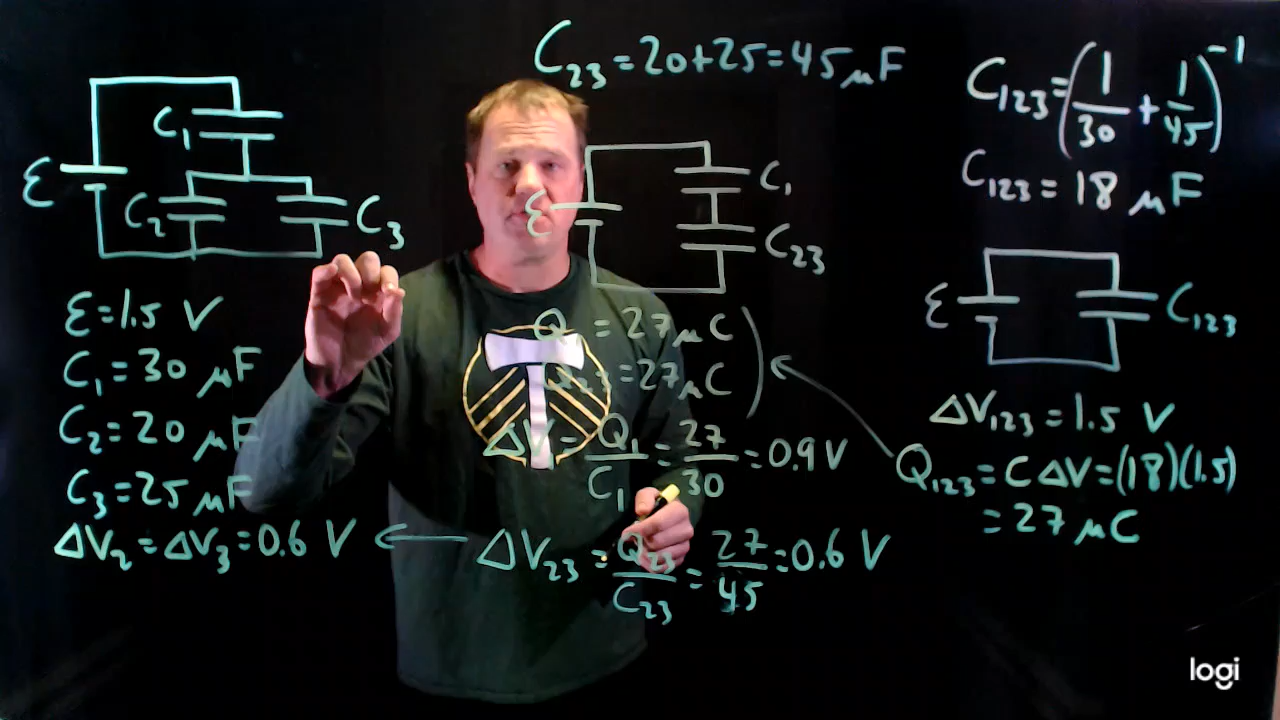 C₂₃ = 20+25 = 45 μF
ε
C₁
C₂
C₃
ε = 1.5 V
C₁ = 30 μF
C₂ = 20 μF
C₃ = 25 μF
ΔV₂ = ΔV₃ = 0.6 V
ε
C₁
C₂₃
Q = 27 μC
= 27 μC
ΔV = Q₁/C₁ = 27/30 = 0.9 V
ΔV₂₃ = Q₂₃/C₂₃ = 27/45 = 0.6 V
C₁₂₃ = (1/30 + 1/45)⁻¹
C₁₂₃ = 18 μF
ε
C₁₂₃
ΔV₁₂₃ = 1.5 V
Q₁₂₃ = C ΔV = (18)(1.5)
= 27 μC
logi